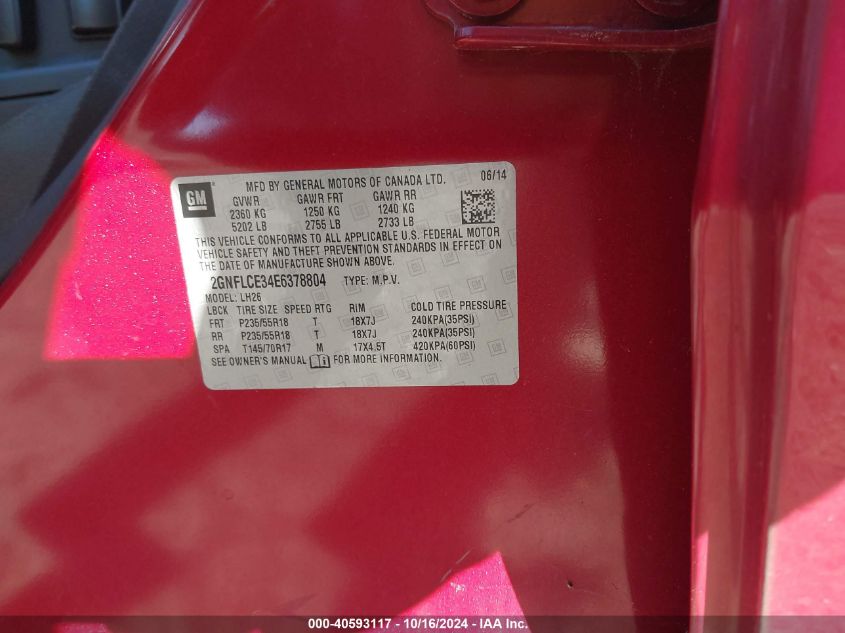 GM
MFD BY GENERAL MOTORS OF CANADA LTD. 06/14
GVWR GAWR FRT GAWR RR
2360 KG 1250 KG 1240 KG
5202 LB 2755 LB 2733 LB
THIS VEHICLE CONFORMS TO ALL APPLICABLE U.S. FEDERAL MOTOR
VEHICLE SAFETY AND THEFT PREVENTION STANDARDS IN EFFECT ON
THE DATE OF MANUFACTURE SHOWN ABOVE.
2GNFLCE34E6378804 TYPE: M.P.V.
MODEL: LH26
LBCK TIRE SIZE SPEED RTG RIM COLD TIRE PRESSURE
FRT P235/55R18 T 18X7J 240KPA(35PSI)
RR P235/55R18 T 18X7J 240KPA(35PSI)
SPA T145/70R17 M 17X4.5T 420KPA(60PSI)
SEE OWNER'S MANUAL FOR MORE INFORMATION.
000-40593117 - 10/16/2024 - IAA Inc.